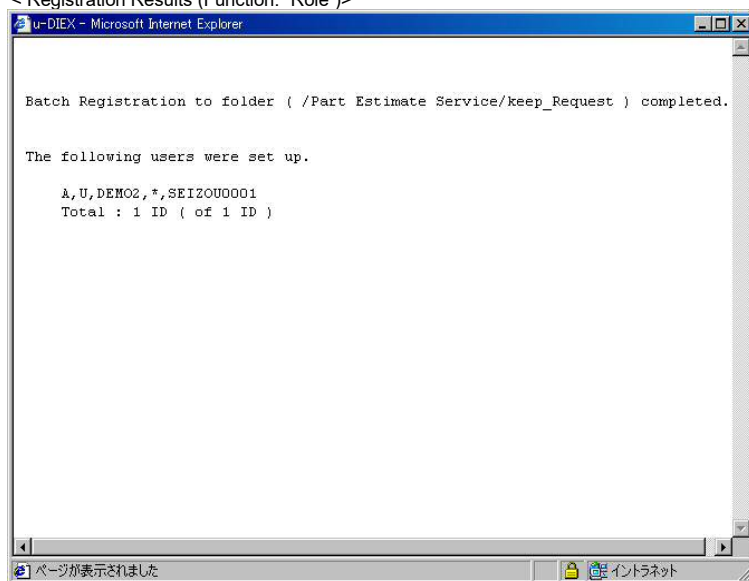 < Registration Results (Function: "Role")>
u-DIEX - Microsoft Internet Explorer
Batch Registration to folder ( /Part Estimate Service/keep_Request ) completed.
The following users were set up.
A,U,DEMO2,*,SEIZOU0001
Total : 1 ID ( of 1 ID )
ページが表示されました
イントラネット